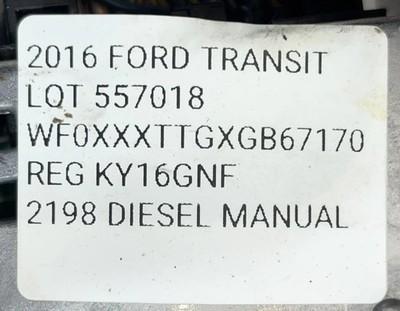 2016 FORD TRANSIT
LOT 557018
WF0XXXTTGXGB67170
REG KY16GNF
2198 DIESEL MANUAL